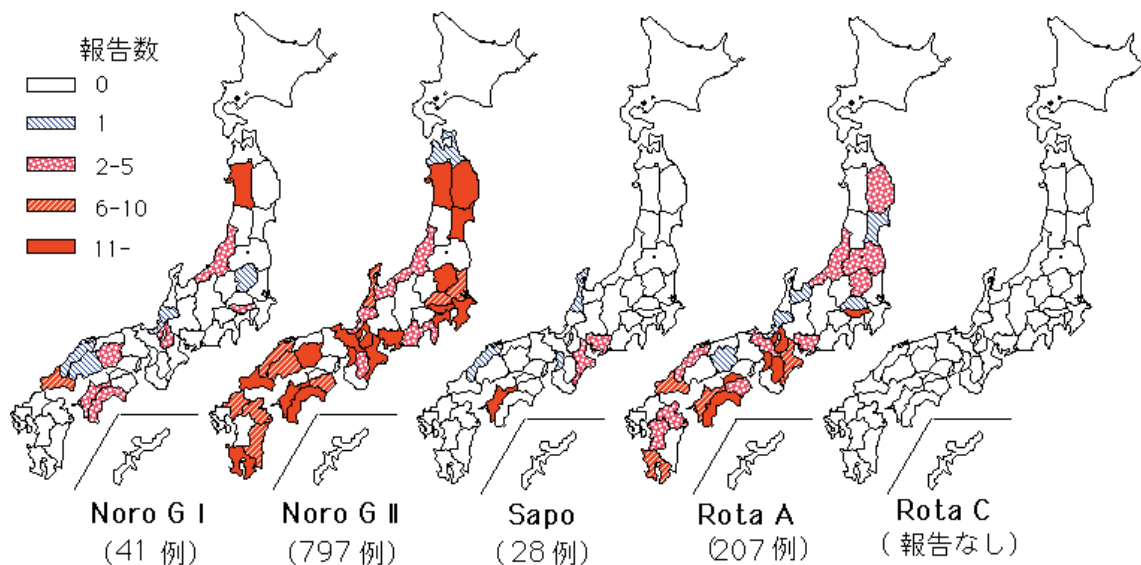 報告数
0
1
2-5
6-10
11-
Noro G Ⅰ
(41 例)
Noro G Ⅱ
(797 例)
Sapo
(28 例)
Rota A
(207 例)
Rota C
( 報告なし)